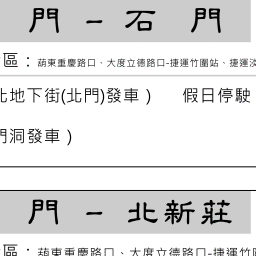 門 – 石 門
區：葫東重慶路口、大度立德路口-捷運竹圍站、捷運淡
北地下街(北門)發車 ) 假日停駛
門洞發車 )
門 – 北新莊
區：葫東重慶路口、大度立德路口-捷運竹圍